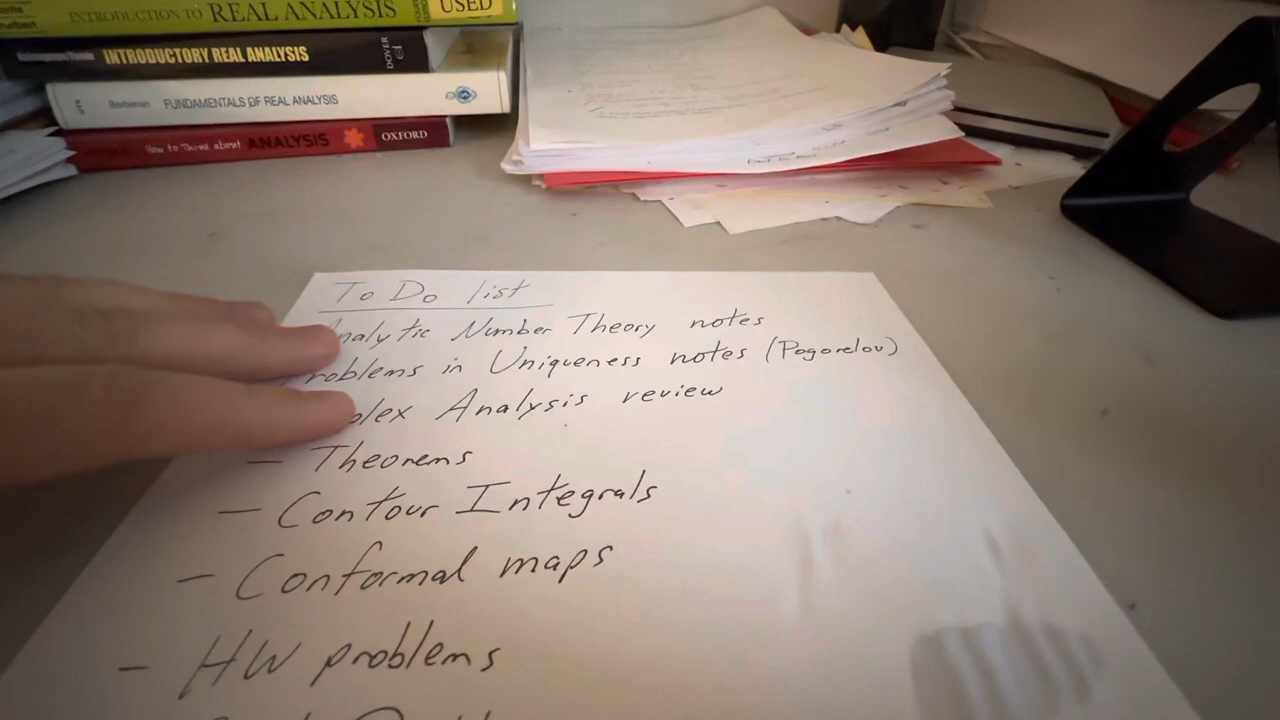 INTRODUCTION TO REAL ANALYSIS
USED
INTRODUCTORY REAL ANALYSIS
DOVER
Berberian FUNDAMENTALS OF REAL ANALYSIS
How to Think about ANALYSIS OXFORD
To Do list
nalytic Number Theory notes
roblems in Uniqueness notes (Pogorelov)
plex Analysis review
— Theorems
— Contour Integrals
— Conformal maps
— HW problems